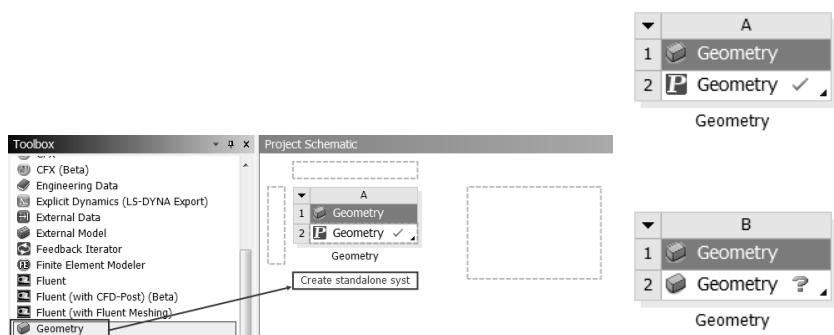 A
1 Geometry
2 P Geometry
Geometry
Toolbox
Project Schematic
CFX (Beta)
Engineering Data
Explicit Dynamics (LS-DYNA Export)
External Data
External Model
Feedback Iterator
Finite Element Modeler
Fluent
Fluent (with CFD-Post) (Beta)
Fluent (with Fluent Meshing)
Geometry
A
1 Geometry
2 P Geometry
Geometry
Create standalone syst
B
1 Geometry
2 Geometry ?
Geometry